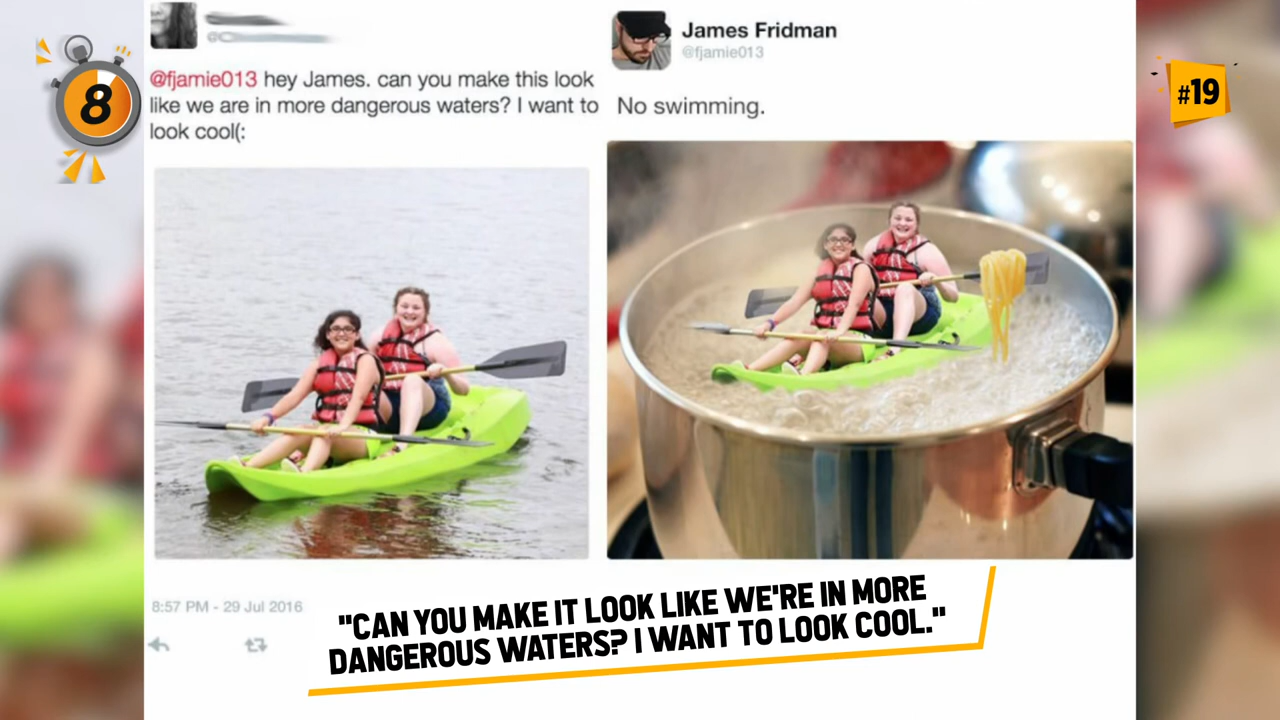 8
@fjamie013 hey James. can you make this look
like we are in more dangerous waters? I want to
look cool(:
James Fridman
@fjamie013
No swimming.
#19
8:57 PM - 29 Jul 2016
"CAN YOU MAKE IT LOOK LIKE WE'RE IN MORE
DANGEROUS WATERS? I WANT TO LOOK COOL."